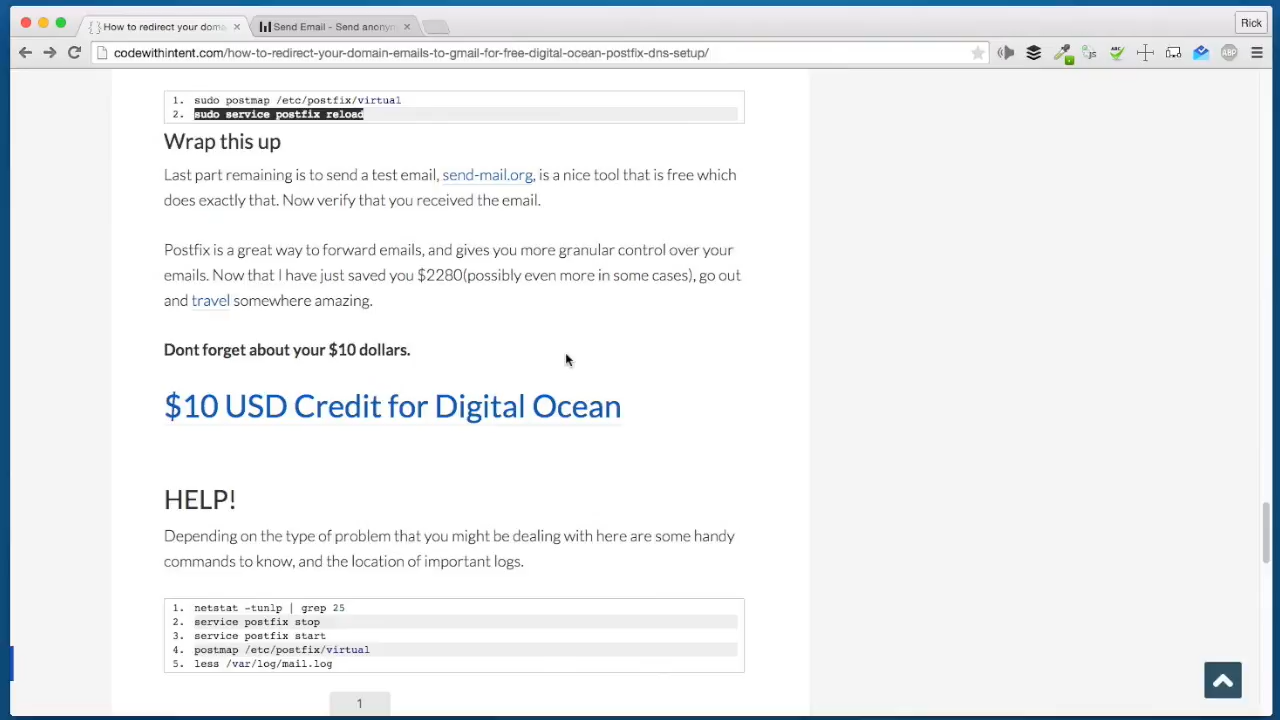 { } How to redirect your doma
Send Email - Send anonym
Rick
codewithintent.com/how-to-redirect-your-domain-emails-to-gmail-for-free-digital-ocean-postfix-dns-setup/
ABP
1. sudo postmap /etc/postfix/virtual
2. sudo service postfix reload
Wrap this up
Last part remaining is to send a test email, send-mail.org, is a nice tool that is free which
does exactly that. Now verify that you received the email.
Postfix is a great way to forward emails, and gives you more granular control over your
emails. Now that I have just saved you $2280(possibly even more in some cases), go out
and travel somewhere amazing.
Dont forget about your $10 dollars.
$10 USD Credit for Digital Ocean
HELP!
Depending on the type of problem that you might be dealing with here are some handy
commands to know, and the location of important logs.
1. netstat -tunlp | grep 25
2. service postfix stop
3. service postfix start
4. postmap /etc/postfix/virtual
5. less /var/log/mail.log
1